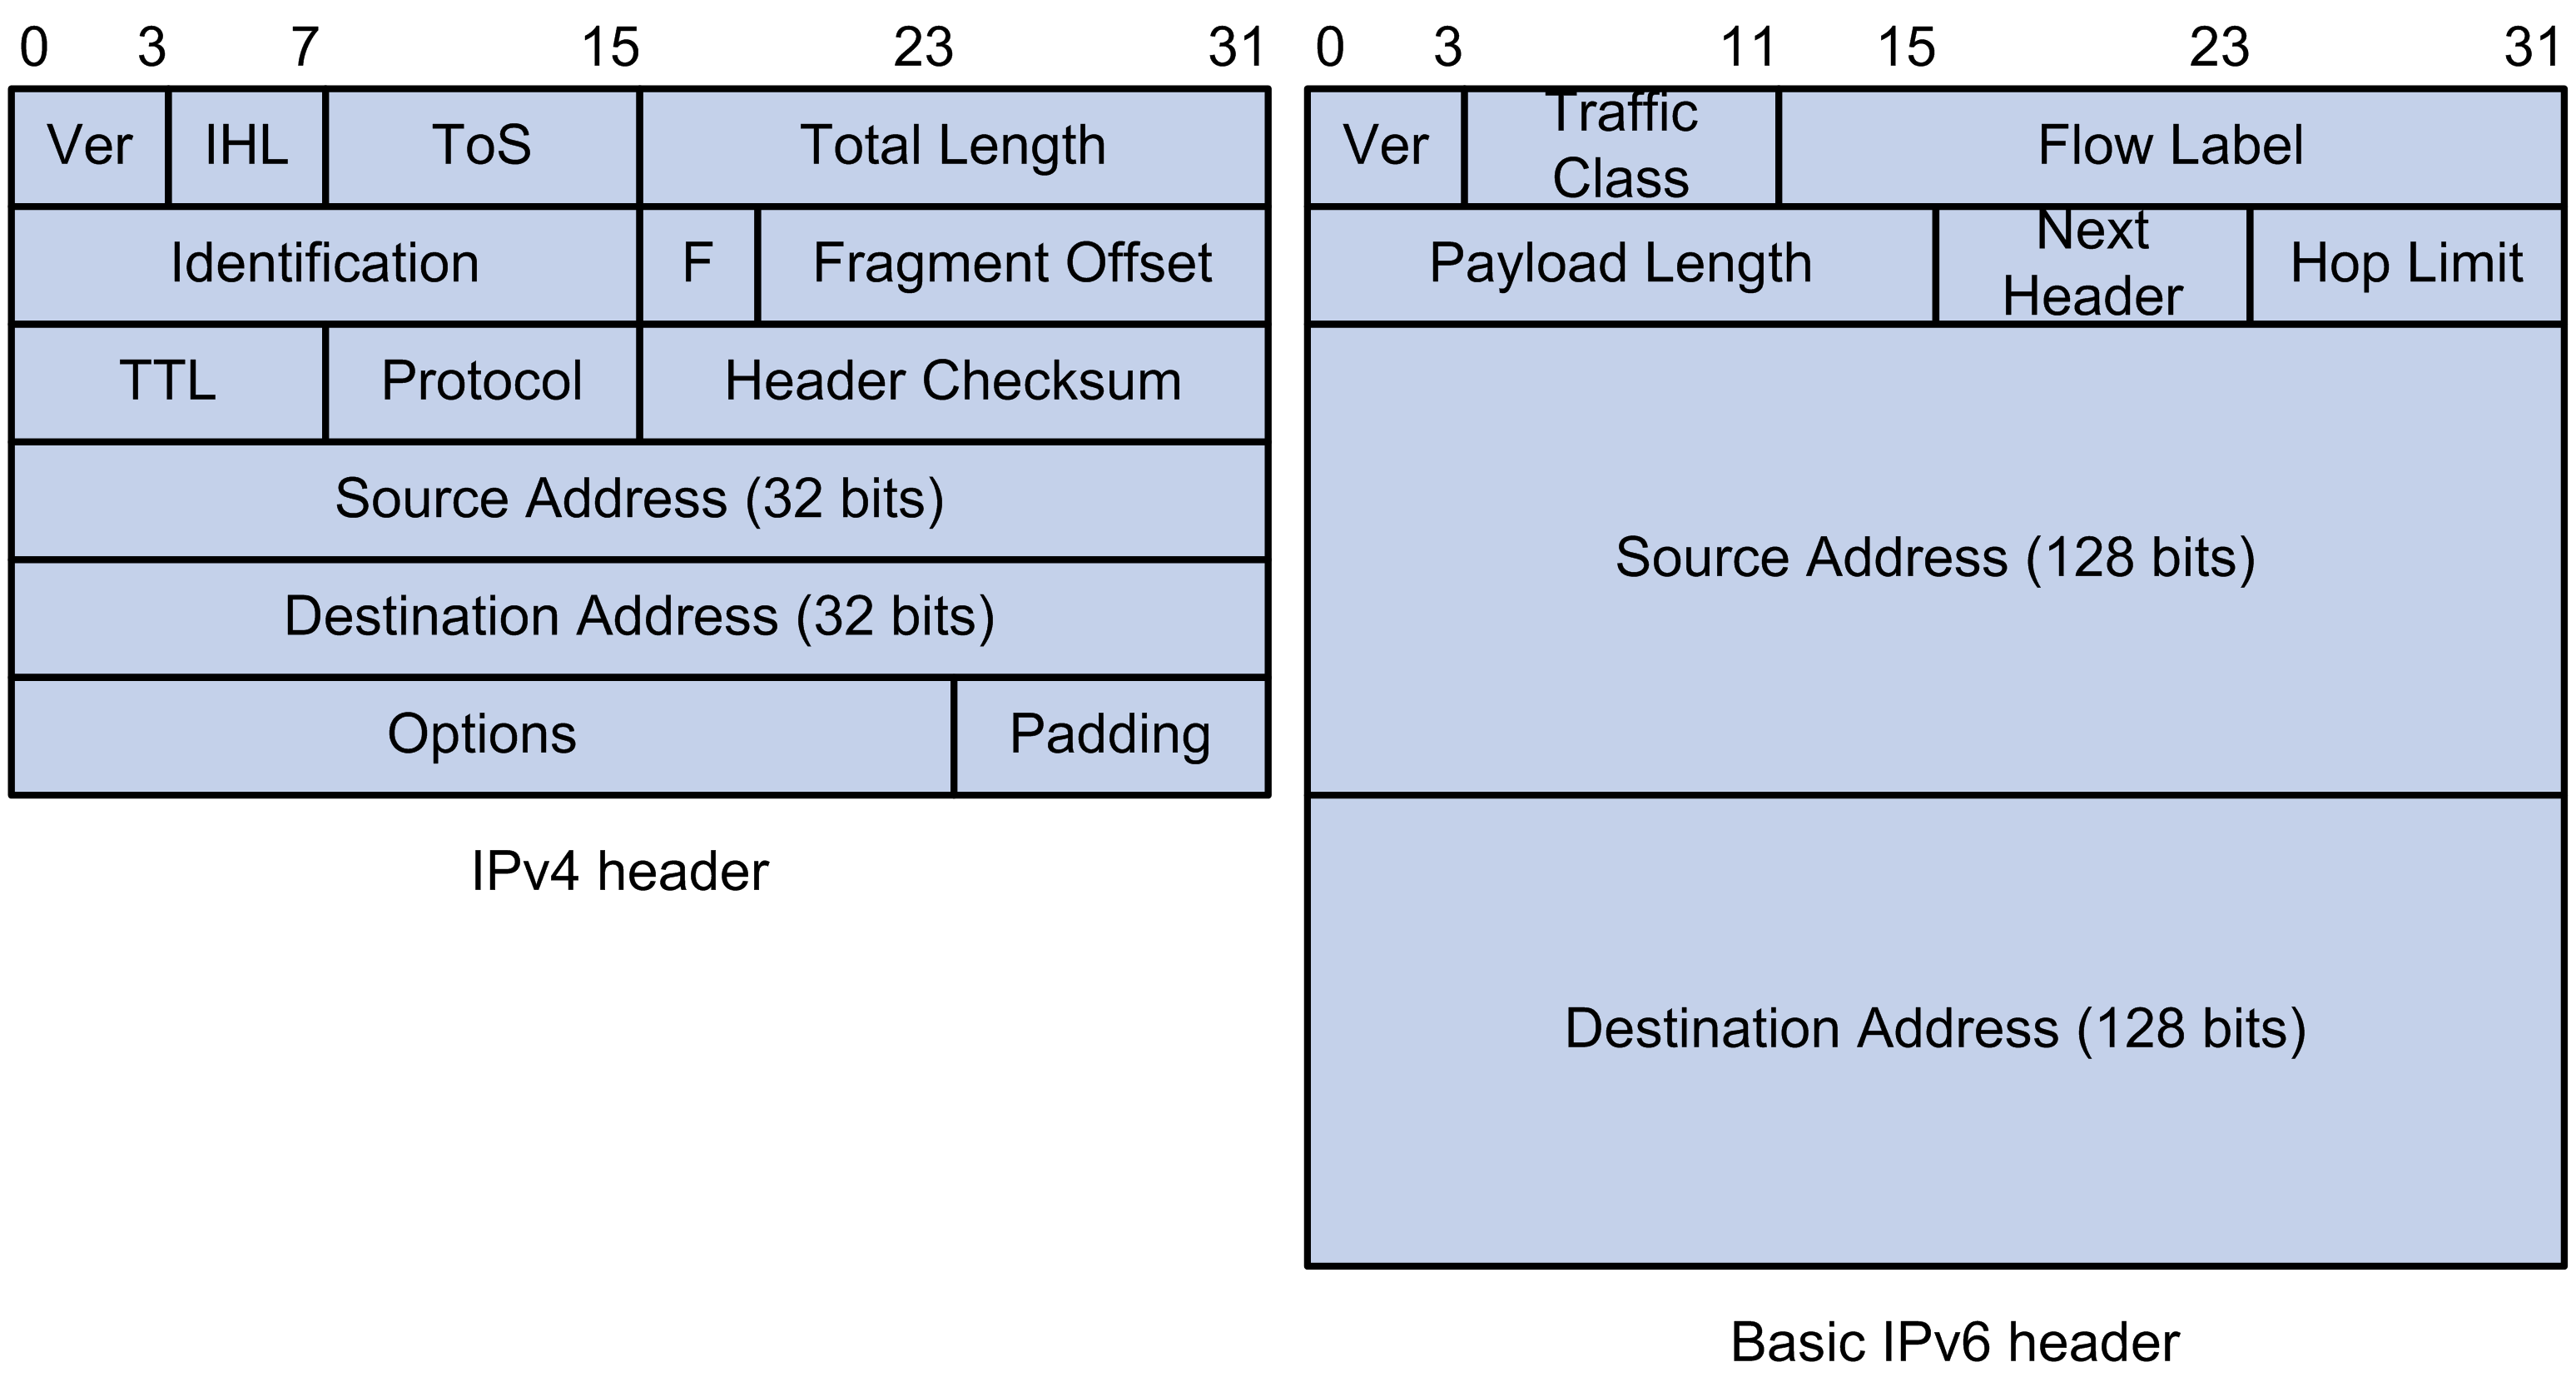 0 3 7 15 23 31
Ver IHL ToS Total Length
Identification F Fragment Offset
TTL Protocol Header Checksum
Source Address (32 bits)
Destination Address (32 bits)
Options Padding
IPv4 header
0 3 11 15 23 31
Ver Traffic Class Flow Label
Payload Length Next Header Hop Limit
Source Address (128 bits)
Destination Address (128 bits)
Basic IPv6 header